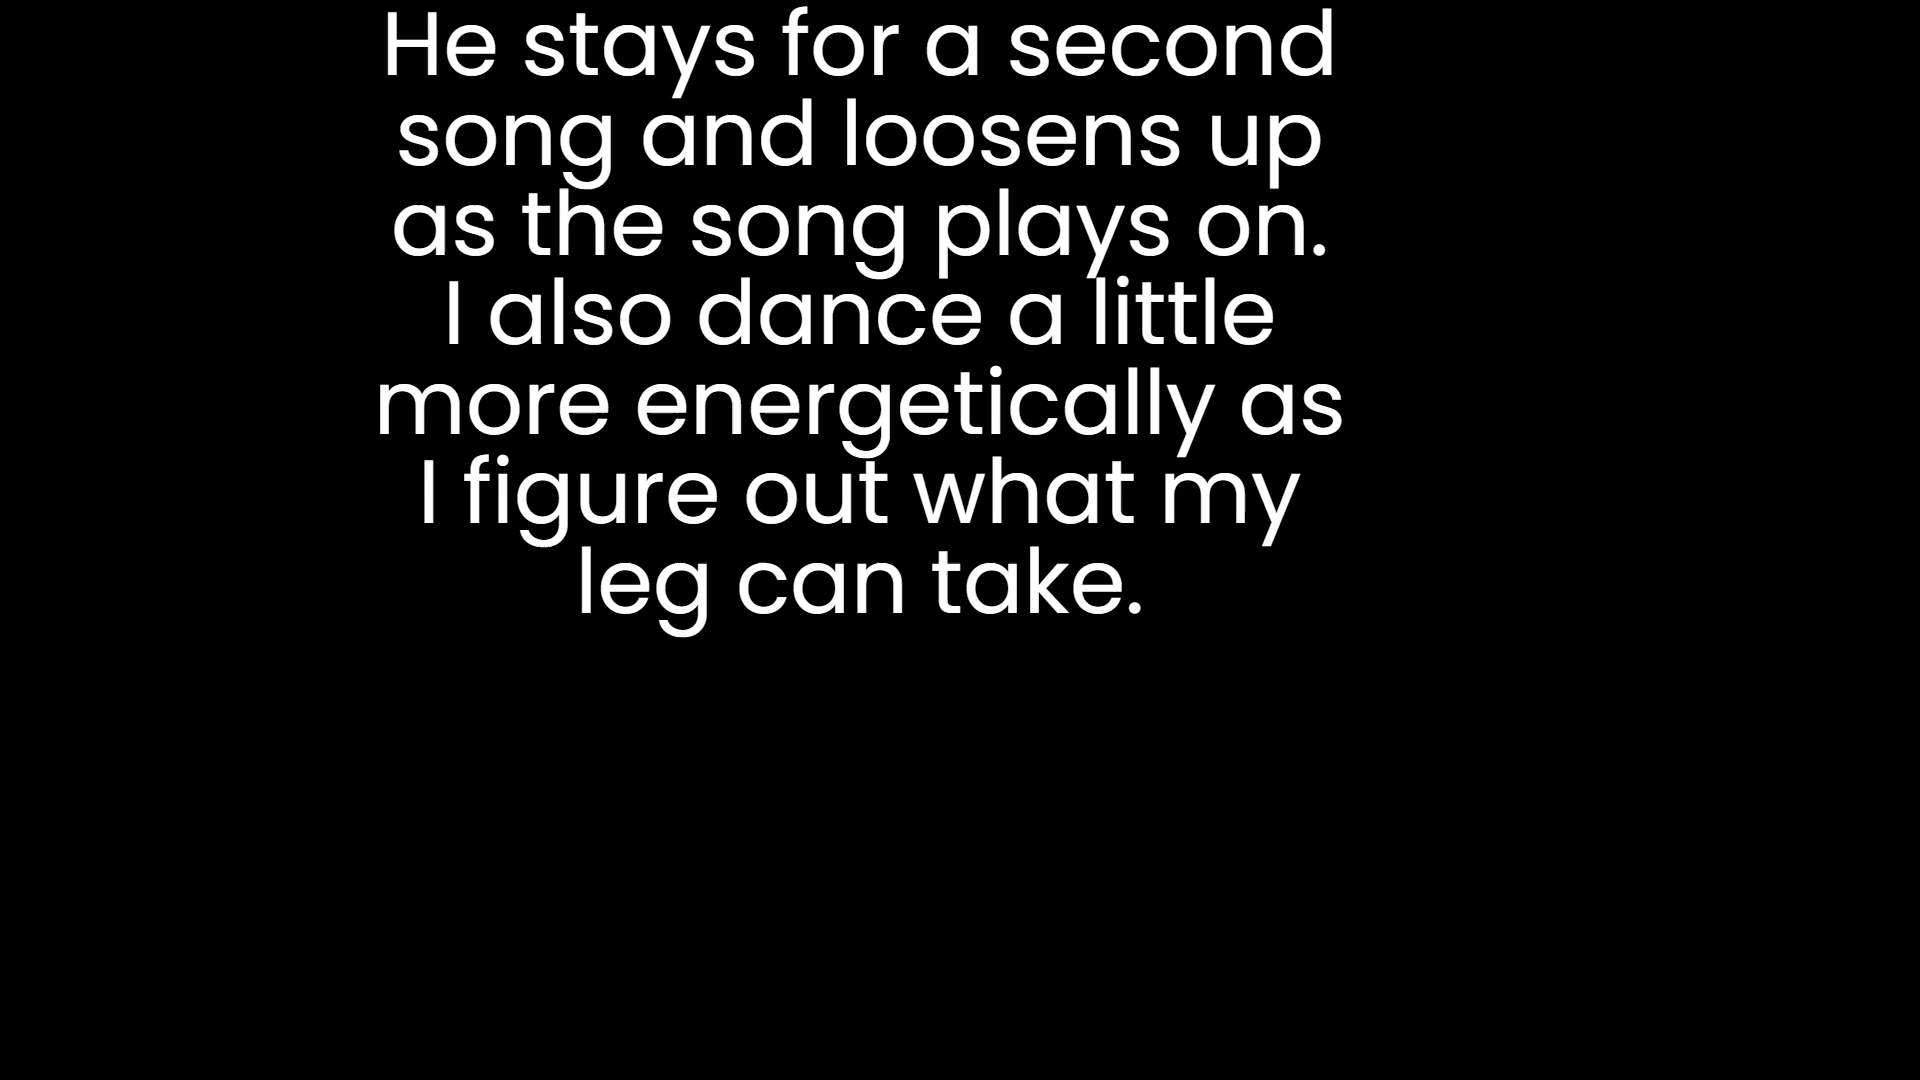 He stays for a second
song and loosens up
as the song plays on.
I also dance a little
more energetically as
I figure out what my
leg can take.